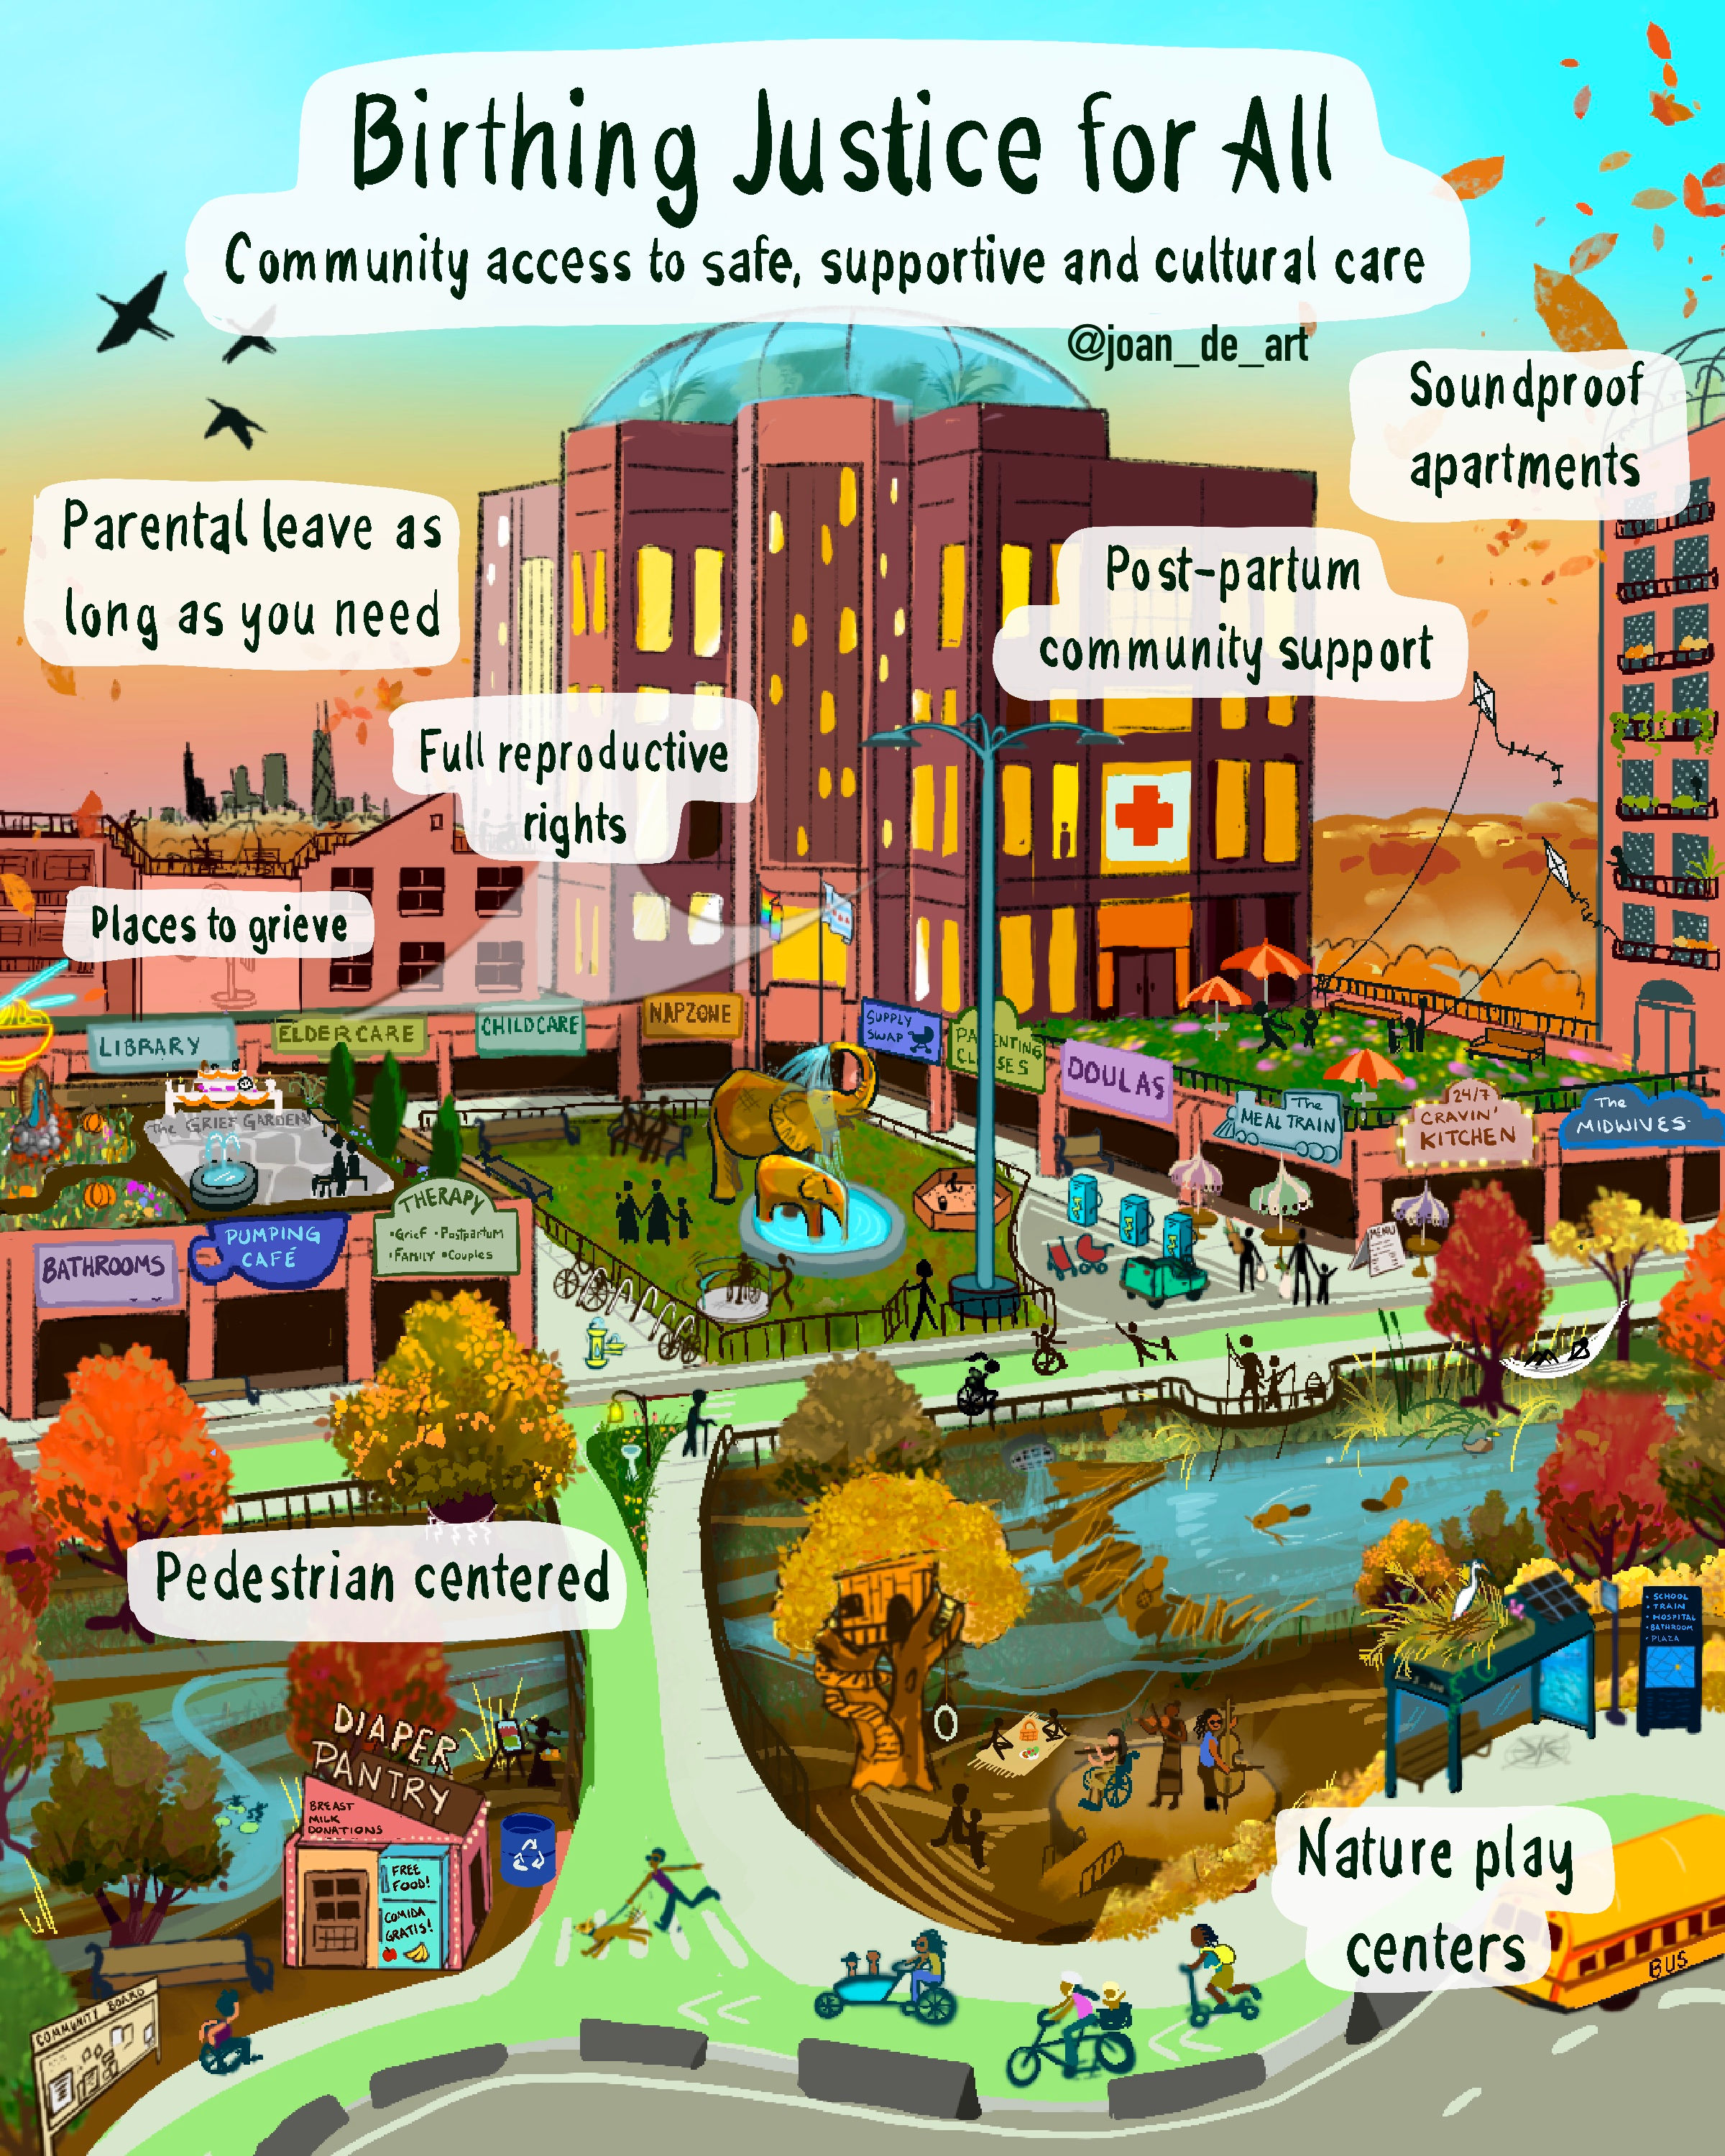 Birthing Justice for All
Community access to safe, supportive and cultural care
@joan_de_art
Soundproof
apartments
Parental leave as
long as you need
Post-partum
community support
Full reproductive
rights
Places to grieve
LIBRARY
ELDER CARE
CHILDCARE
NAPZONE
SUPPLY
SWAP
PARENTING
CLASSES
DOULAS
The
MEAL TRAIN
24/7
CRAVIN'
KITCHEN
The
MIDWIVES
The GRIEF GARDEN
BATHROOMS
PUMPING
CAFÉ
THERAPY
•Grief •Postpartum
•FAMILY •Couples
MENU
Pedestrian centered
• SCHOOL
• TRAIN
• HOSPITAL
• BATHROOM
• PLAZA
DIAPER
PANTRY
BREAST
MILK
DONATIONS
FREE
FOOD!
COMIDA
GRATIS!
Nature play
centers
BUS
COMMUNITY BOARD